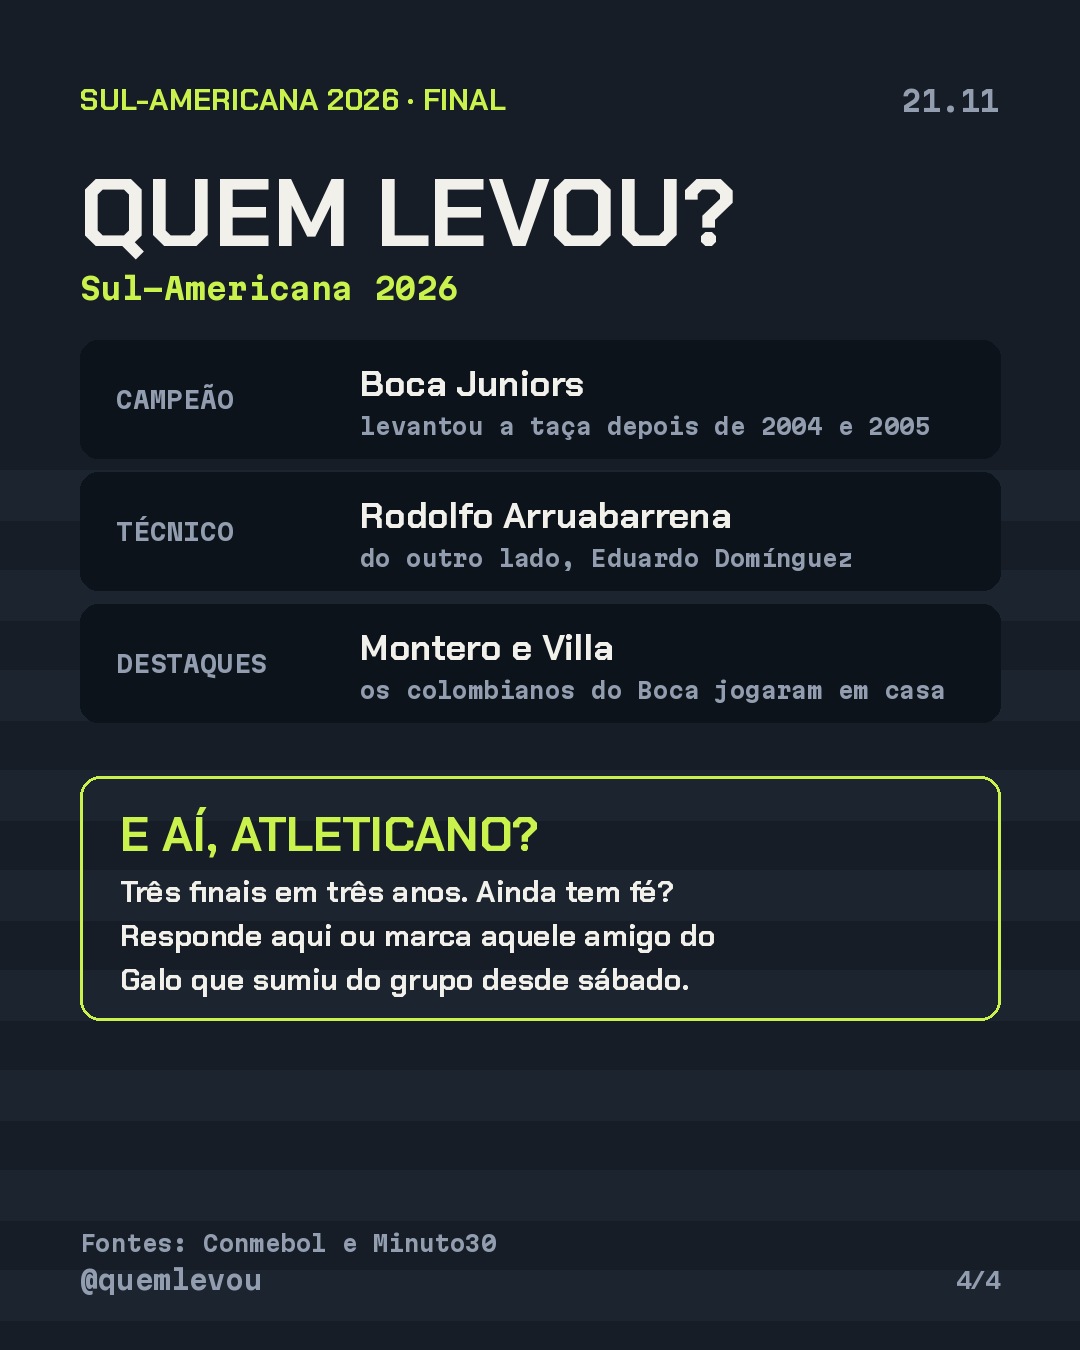 SUL-AMERICANA 2026 · FINAL
21.11
QUEM LEVOU?
Sul-Americana 2026
CAMPEÃO
Boca Juniors
levantou a taça depois de 2004 e 2005
TÉCNICO
Rodolfo Arruabarrena
do outro lado, Eduardo Domínguez
DESTAQUES
Montero e Villa
os colombianos do Boca jogaram em casa
E AÍ, ATLETICANO?
Três finais em três anos. Ainda tem fé?
Responde aqui ou marca aquele amigo do
Galo que sumiu do grupo desde sábado.
Fontes: Conmebol e Minuto30
@quemlevou
4/4